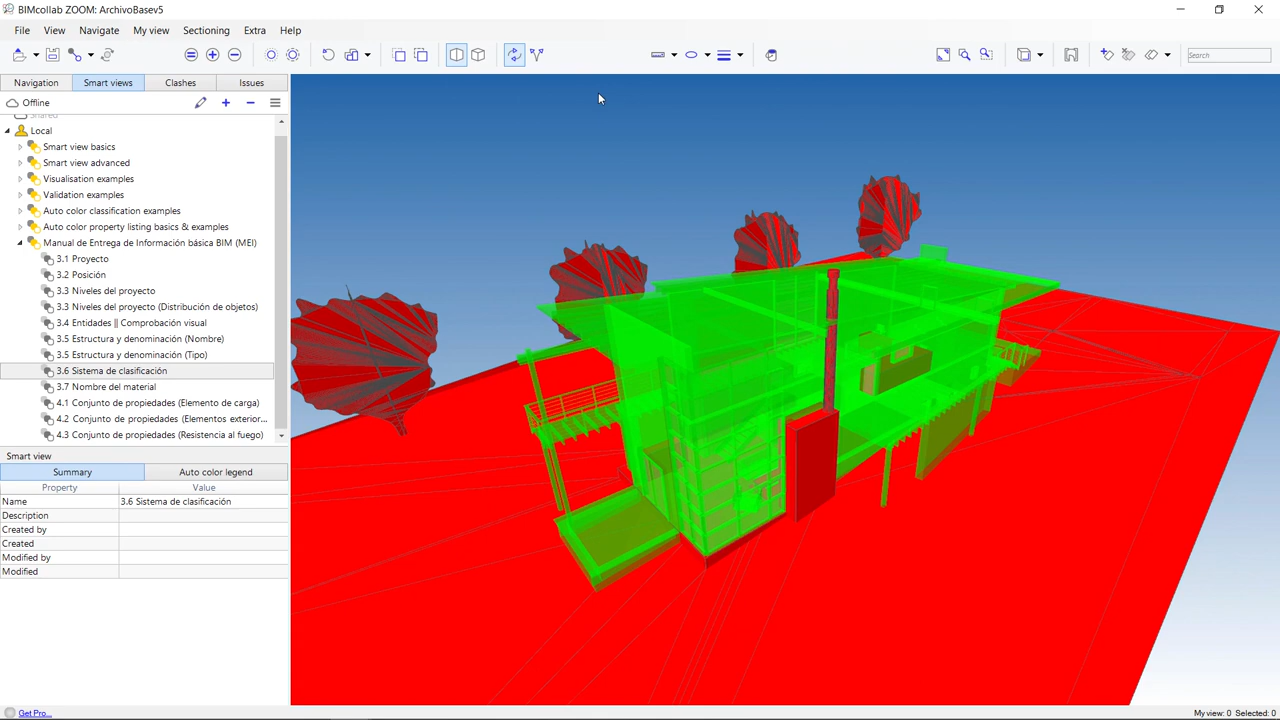 BIMcollab ZOOM: ArchivoBasev5
File View Navigate My view Sectioning Extra Help
Search
Navigation Smart views Clashes Issues
Offline
Shared
Local
Smart view basics
Smart view advanced
Visualisation examples
Validation examples
Auto color classification examples
Auto color property listing basics & examples
Manual de Entrega de Información básica BIM (MEI)
3.1 Proyecto
3.2 Posición
3.3 Niveles del proyecto
3.3 Niveles del proyecto (Distribución de objetos)
3.4 Entidades || Comprobación visual
3.5 Estructura y denominación (Nombre)
3.5 Estructura y denominación (Tipo)
3.6 Sistema de clasificación
3.7 Nombre del material
4.1 Conjunto de propiedades (Elemento de carga)
4.2 Conjunto de propiedades (Elementos exterior...
4.3 Conjunto de propiedades (Resistencia al fuego)
Smart view
Summary Auto color legend
Property Value
Name 3.6 Sistema de clasificación
Description
Created by
Created
Modified by
Modified
Get Pro... My view: 0 Selected: 0